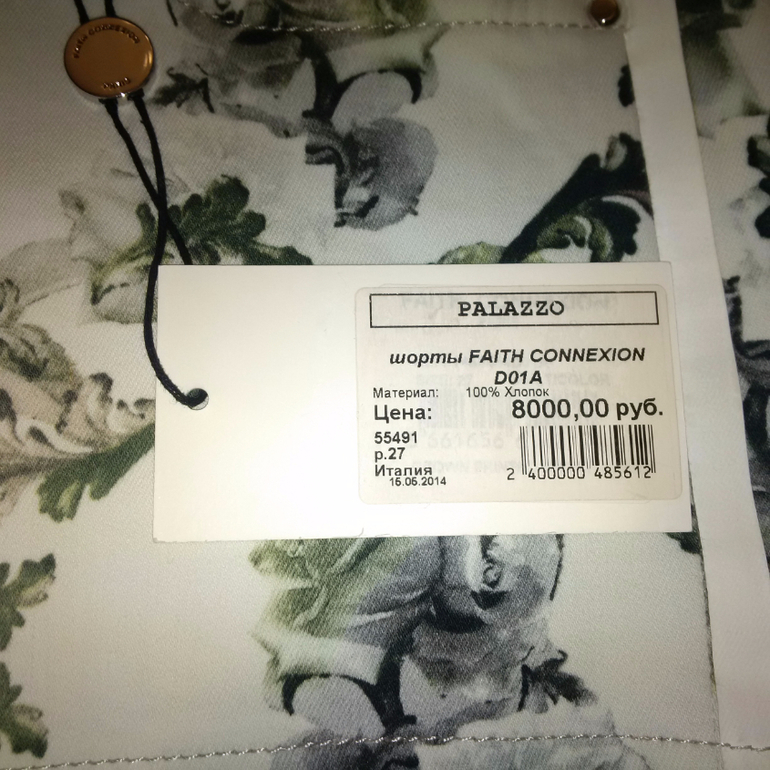 PALAZZO
шорты FAITH CONNEXION
D01A
Материал: 100% Хлопок
Цена: 8000,00 руб.
55491
р.27
Италия
16.06.2014
2 400000 485612